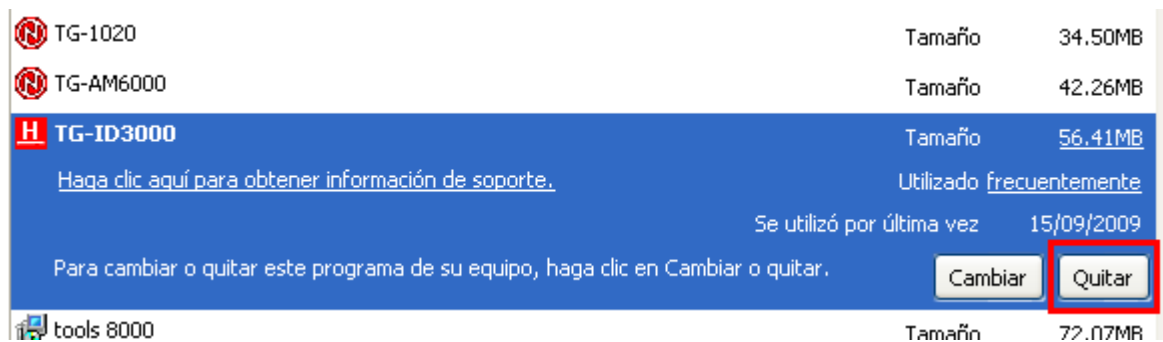 TG-1020 Tamaño 34.50MB
TG-AM6000 Tamaño 42.26MB
H TG-ID3000 Tamaño 56.41MB
Haga clic aquí para obtener información de soporte. Utilizado frecuentemente
Se utilizó por última vez 15/09/2009
Para cambiar o quitar este programa de su equipo, haga clic en Cambiar o quitar. Cambiar Quitar
tools 8000 Tamaño 72.07MB